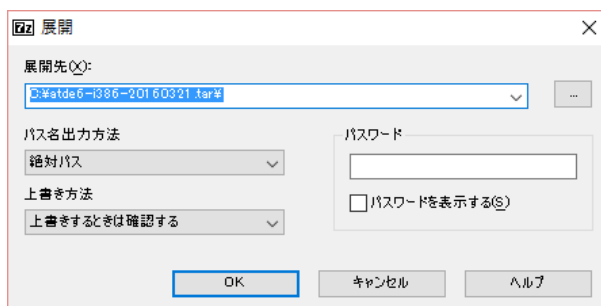 7z 展開
展開先(X):
C:¥atde6-i386-20160321.tar¥
...
パス名出力方法
絶対パス
上書き方法
上書きするときは確認する
パスワード
パスワードを表示する(S)
OK
キャンセル
ヘルプ